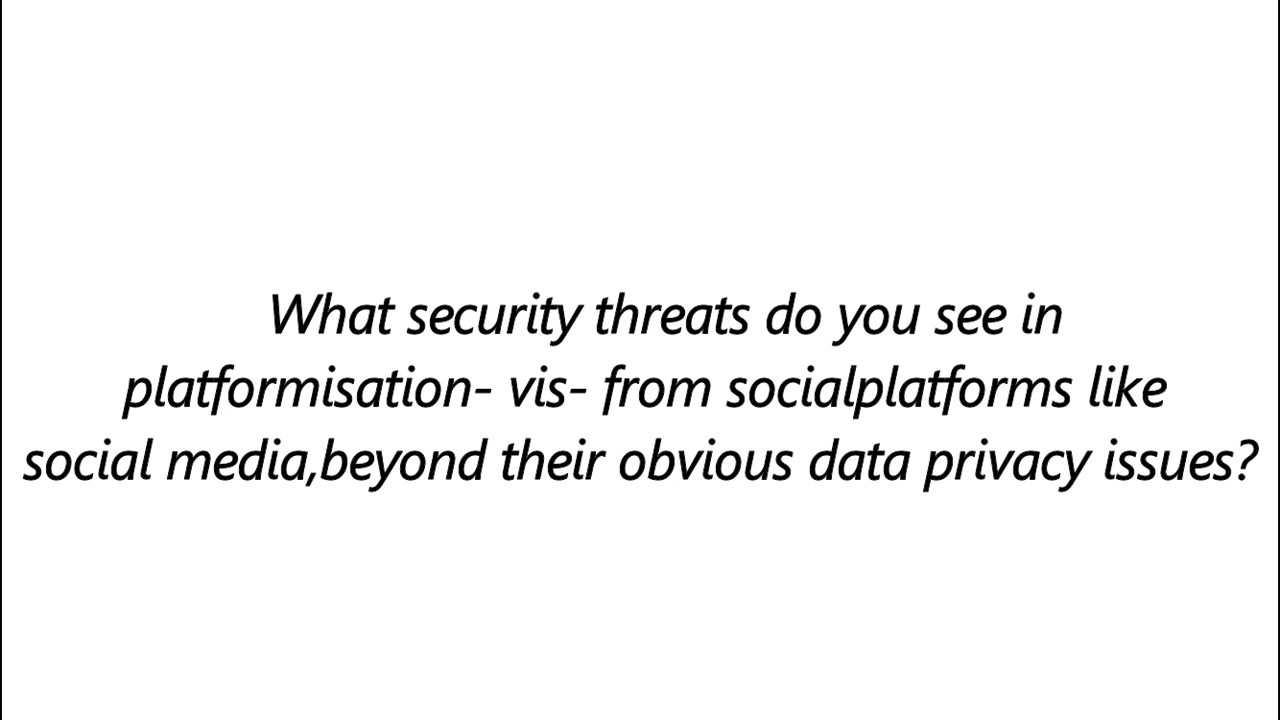 What security threats do you see in
platformisation- vis- from socialplatforms like
social media,beyond their obvious data privacy issues?